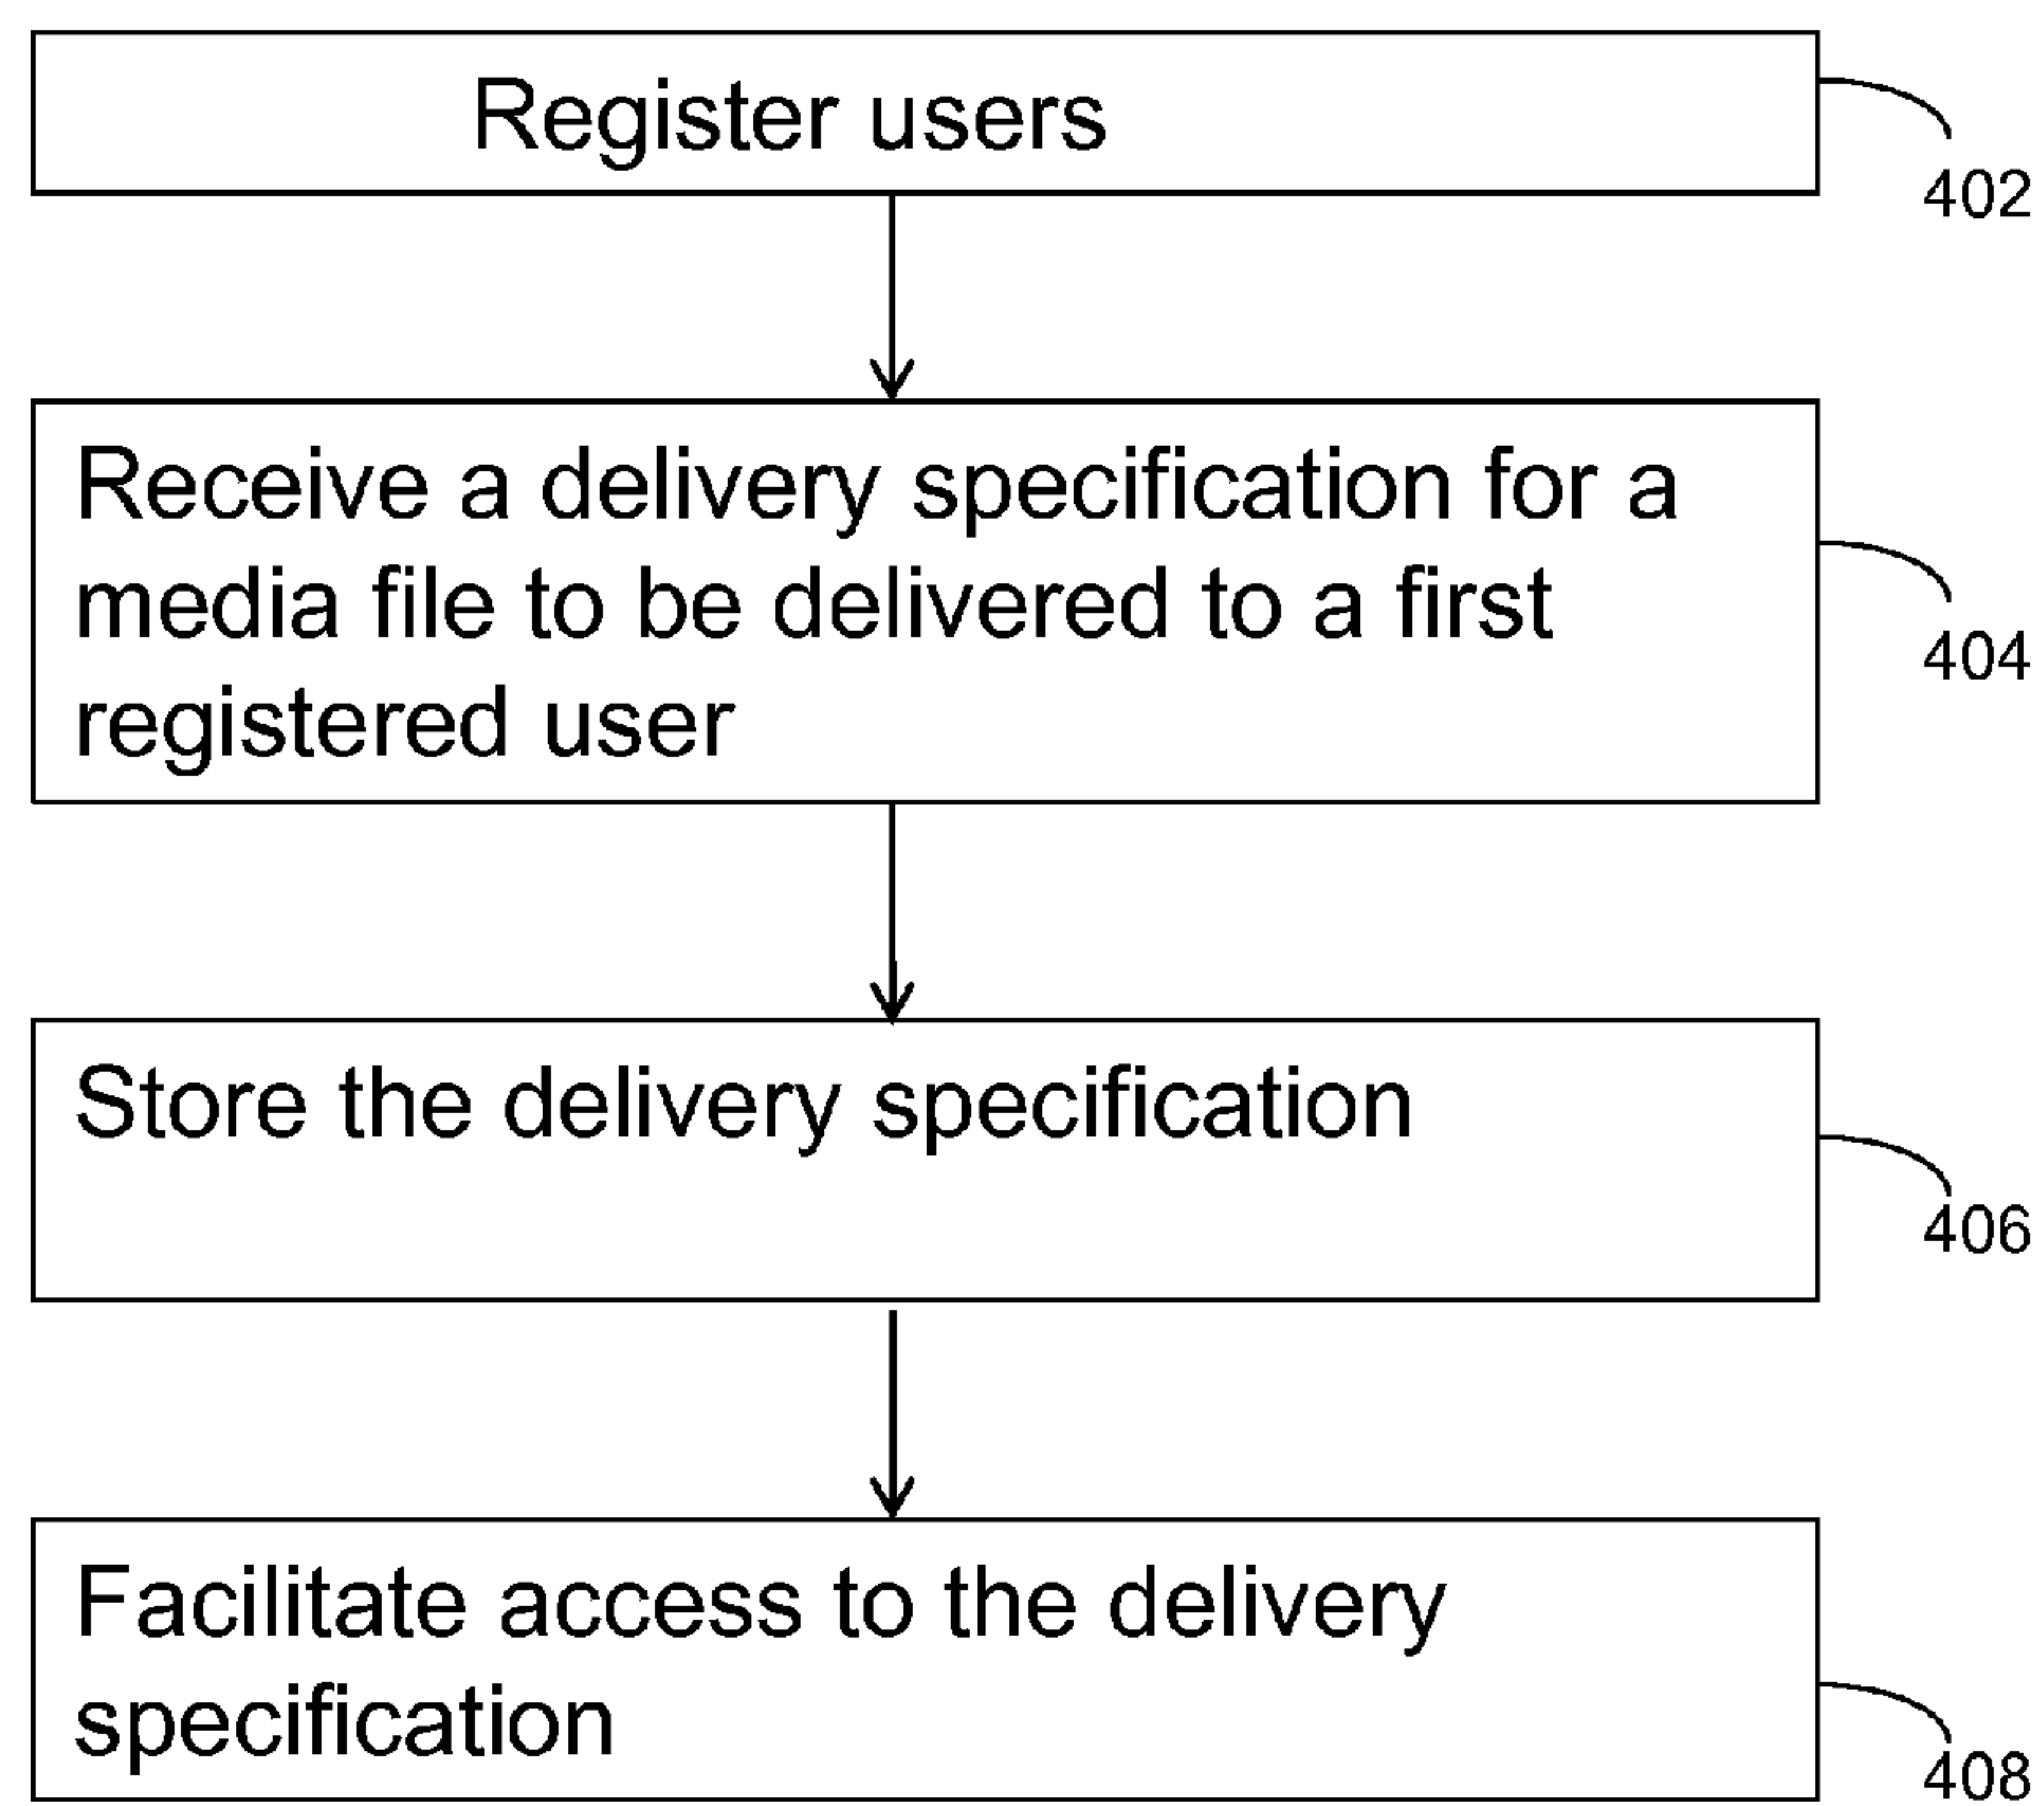 Register users
402
Receive a delivery specification for a
media file to be delivered to a first
registered user
404
Store the delivery specification
406
Facilitate access to the delivery
specification
408